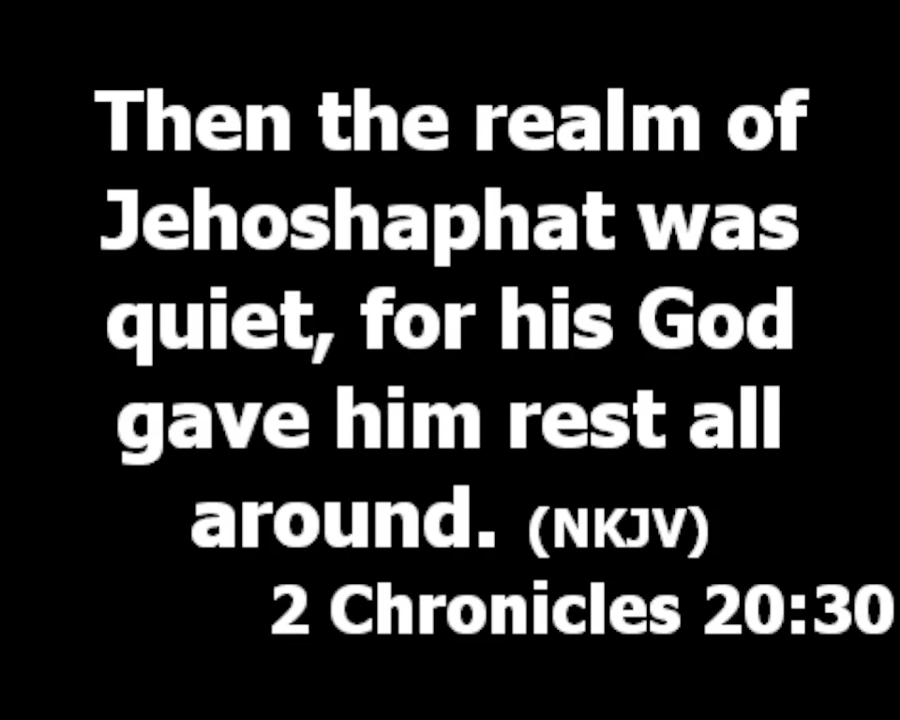 Then the realm of
Jehoshaphat was
quiet, for his God
gave him rest all
around. (NKJV)
2 Chronicles 20:30